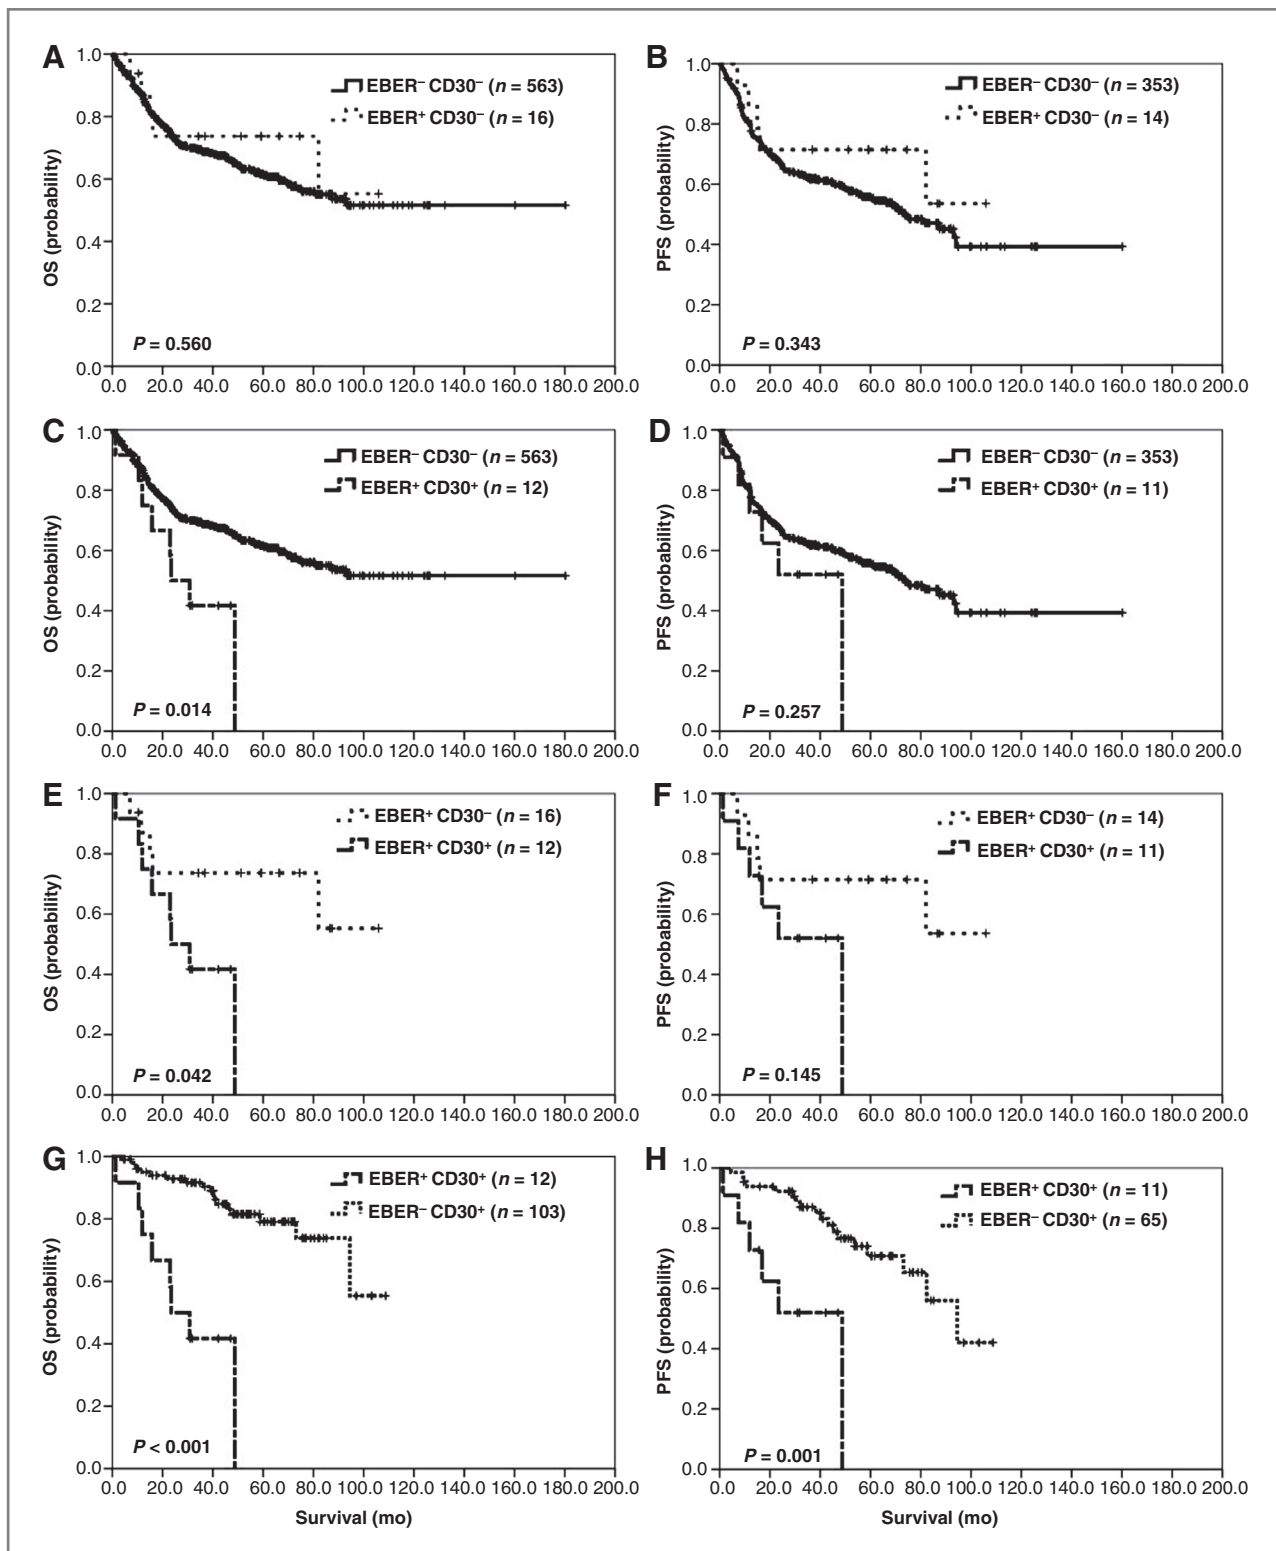 A
EBER– CD30– (n = 563)
EBER+ CD30– (n = 16)
OS (probability)
1.0
0.8
0.6
0.4
0.2
0.0
P = 0.560
0.0 20.0 40.0 60.0 80.0 100.0 120.0 140.0 160.0 180.0 200.0
B
EBER– CD30– (n = 353)
EBER+ CD30– (n = 14)
PFS (probability)
1.0
0.8
0.6
0.4
0.2
0.0
P = 0.343
0.0 20.0 40.0 60.0 80.0 100.0 120.0 140.0 160.0 180.0 200.0
C
EBER– CD30– (n = 563)
EBER+ CD30+ (n = 12)
OS (probability)
1.0
0.8
0.6
0.4
0.2
0.0
P = 0.014
0.0 20.0 40.0 60.0 80.0 100.0 120.0 140.0 160.0 180.0 200.0
D
EBER– CD30– (n = 353)
EBER+ CD30+ (n = 11)
PFS (probability)
1.0
0.8
0.6
0.4
0.2
0.0
P = 0.257
0.0 20.0 40.0 60.0 80.0 100.0 120.0 140.0 160.0 180.0 200.0
E
EBER+ CD30– (n = 16)
EBER+ CD30+ (n = 12)
OS (probability)
1.0
0.8
0.6
0.4
0.2
0.0
P = 0.042
0.0 20.0 40.0 60.0 80.0 100.0 120.0 140.0 160.0 180.0 200.0
F
EBER+ CD30– (n = 14)
EBER+ CD30+ (n = 11)
PFS (probability)
1.0
0.8
0.6
0.4
0.2
0.0
P = 0.145
0.0 20.0 40.0 60.0 80.0 100.0 120.0 140.0 160.0 180.0 200.0
G
EBER+ CD30+ (n = 12)
EBER– CD30+ (n = 103)
OS (probability)
1.0
0.8
0.6
0.4
0.2
0.0
P < 0.001
0.0 20.0 40.0 60.0 80.0 100.0 120.0 140.0 160.0 180.0 200.0
Survival (mo)
H
EBER+ CD30+ (n = 11)
EBER– CD30+ (n = 65)
PFS (probability)
1.0
0.8
0.6
0.4
0.2
0.0
P = 0.001
0.0 20.0 40.0 60.0 80.0 100.0 120.0 140.0 160.0 180.0 200.0
Survival (mo)